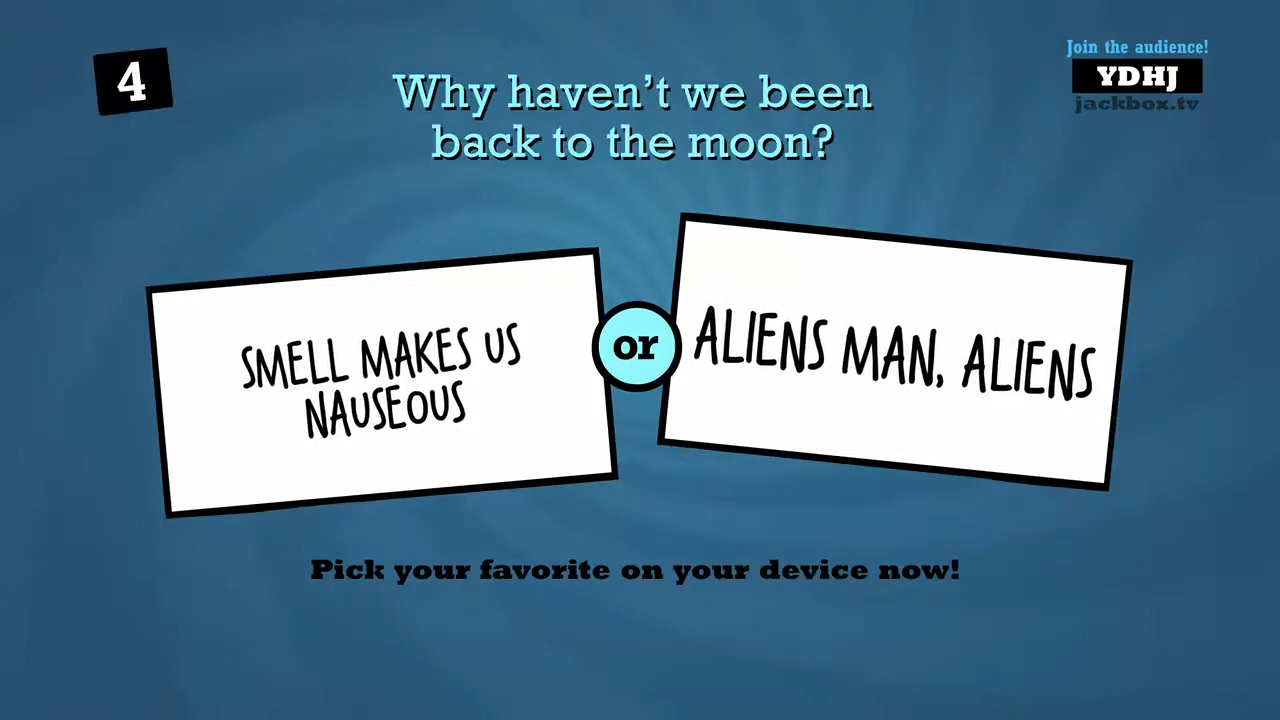 4
Why haven't we been
back to the moon?
Join the audience!
YDHJ
jackbox.tv
SMELL MAKES US
NAUSEOUS
or
ALIENS MAN, ALIENS
Pick your favorite on your device now!